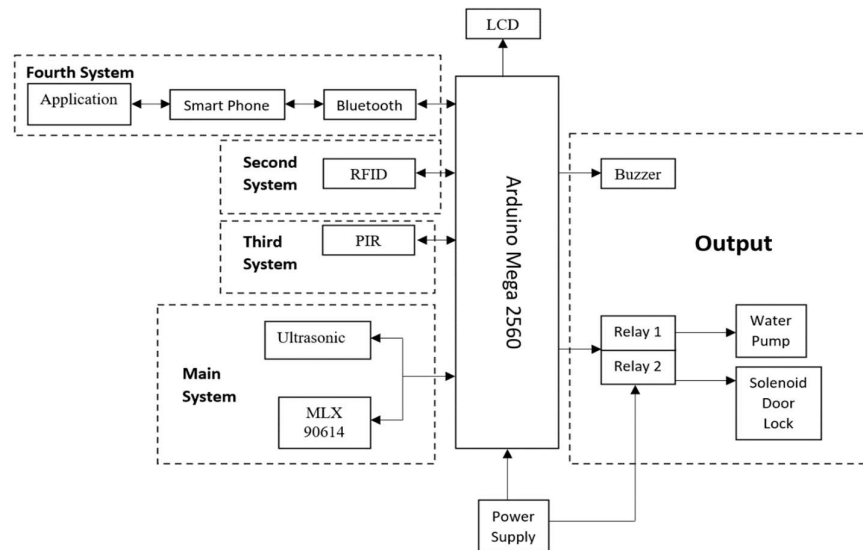 LCD
Fourth System
Application
Smart Phone
Bluetooth
Second
System
RFID
Third
System
PIR
Main
System
Ultrasonic
MLX
90614
Arduino Mega 2560
Buzzer
Output
Relay 1
Relay 2
Water
Pump
Solenoid
Door
Lock
Power
Supply